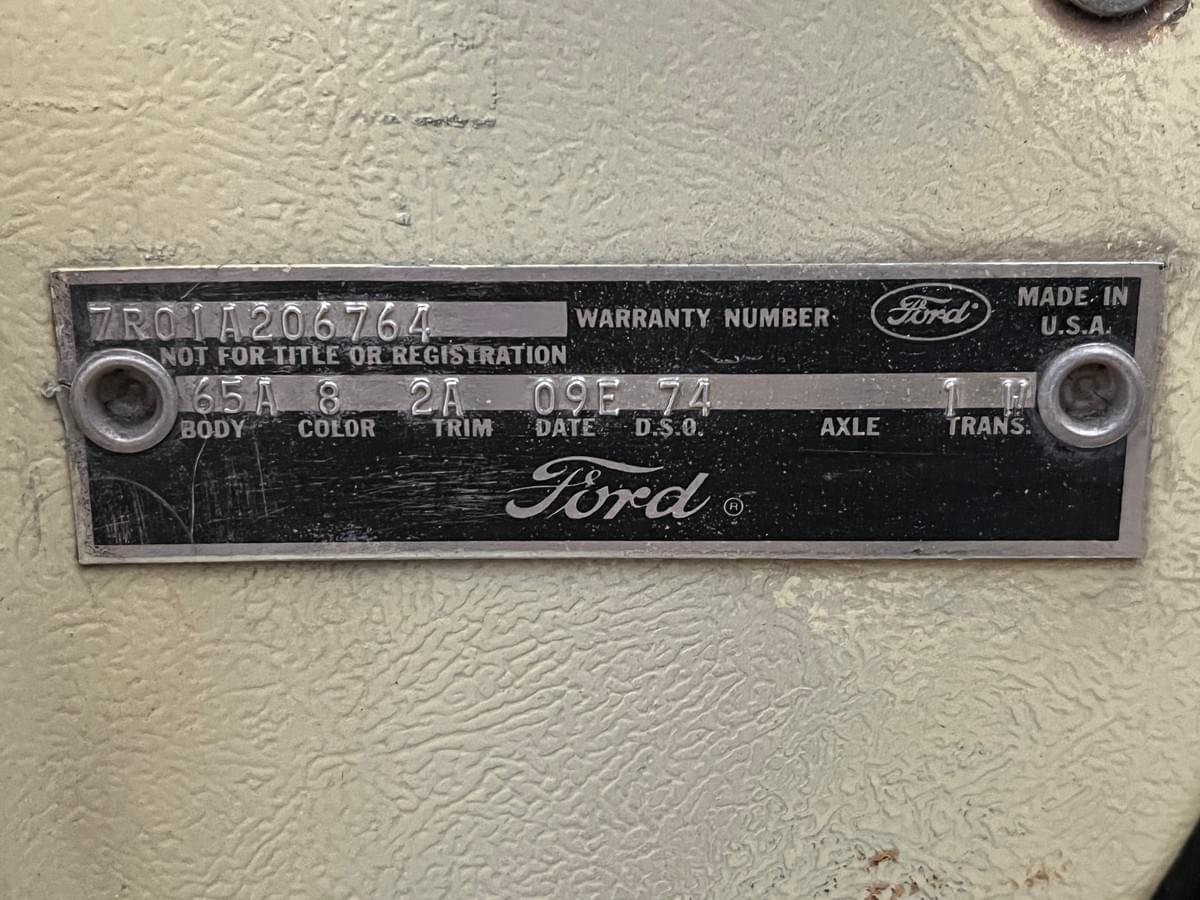 7R01A206764 WARRANTY NUMBER Ford MADE IN U.S.A.
NOT FOR TITLE OR REGISTRATION
65A 8 2A 09E 74 1 W
BODY COLOR TRIM DATE D.S.O. AXLE TRANS.
Ford ®